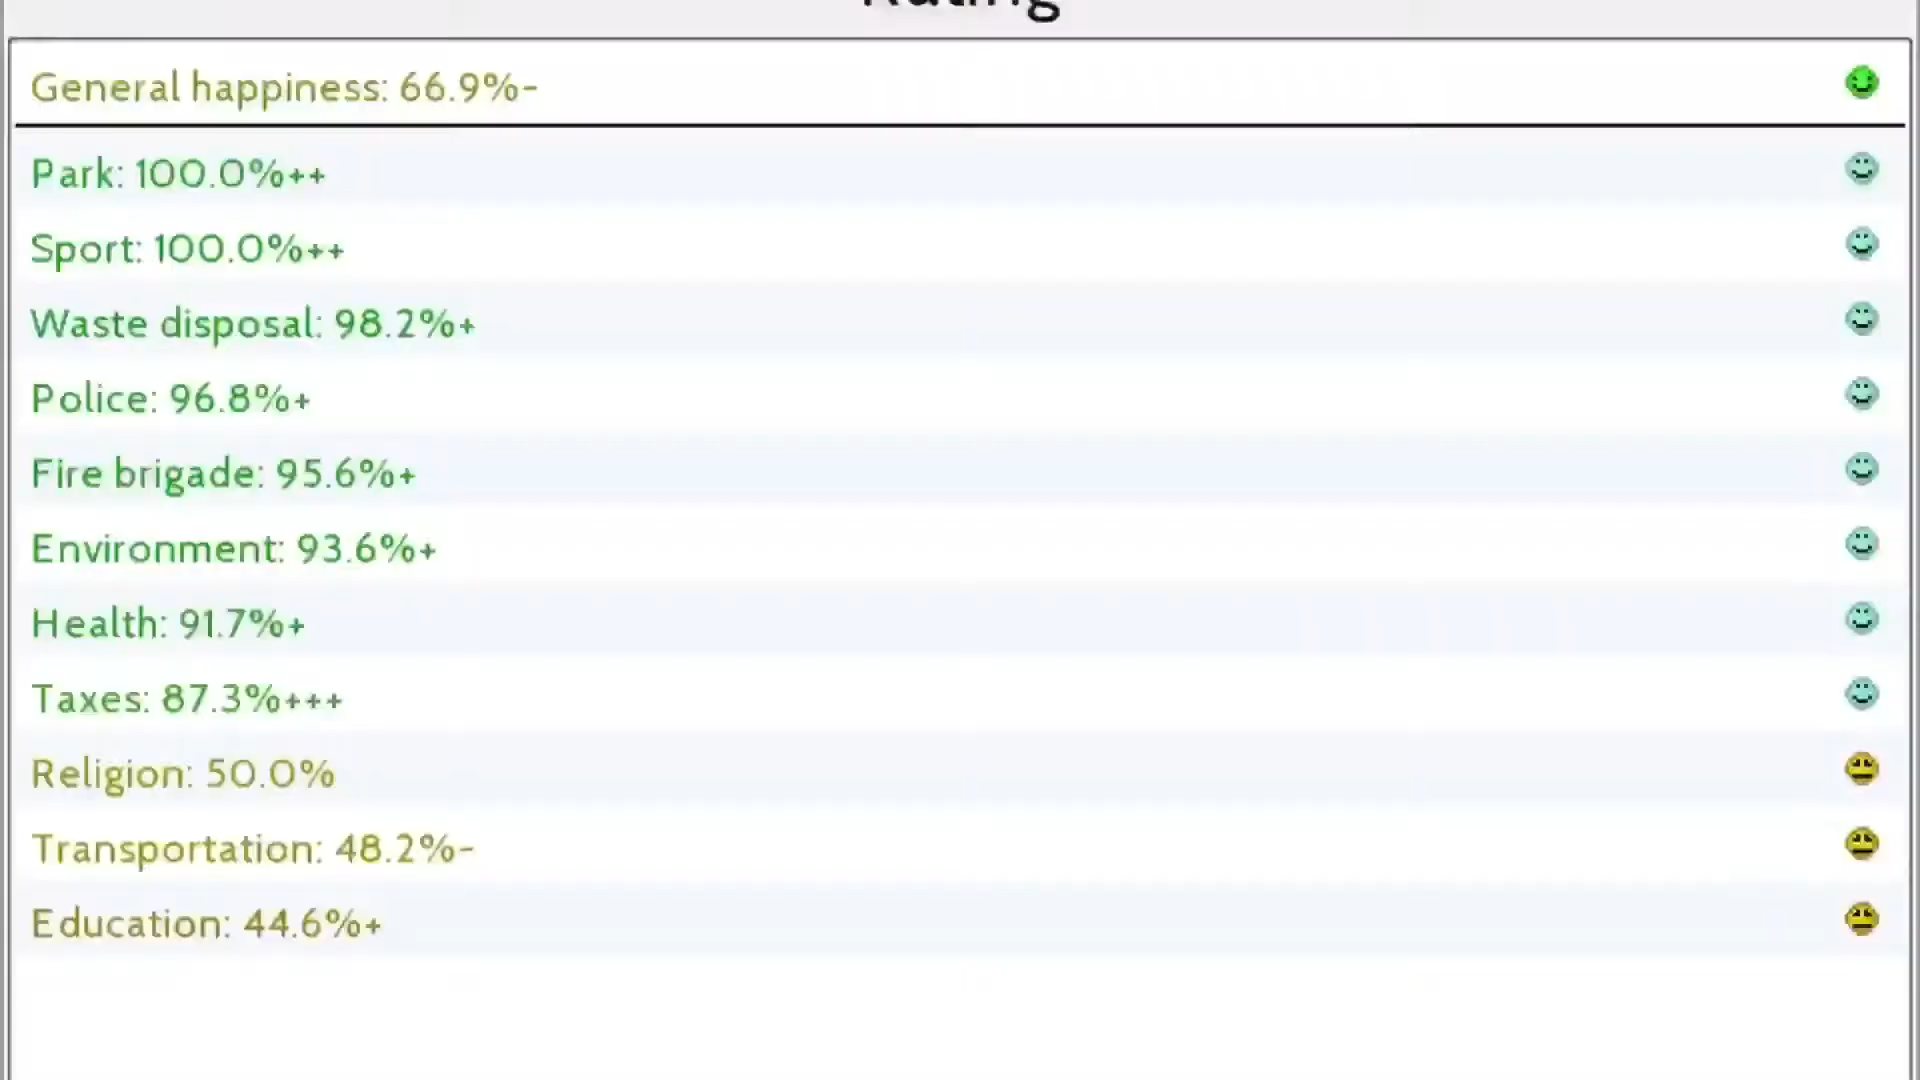 Rating
General happiness: 66.9%-
Park: 100.0%++
Sport: 100.0%++
Waste disposal: 98.2%+
Police: 96.8%+
Fire brigade: 95.6%+
Environment: 93.6%+
Health: 91.7%+
Taxes: 87.3%+++
Religion: 50.0%
Transportation: 48.2%-
Education: 44.6%+